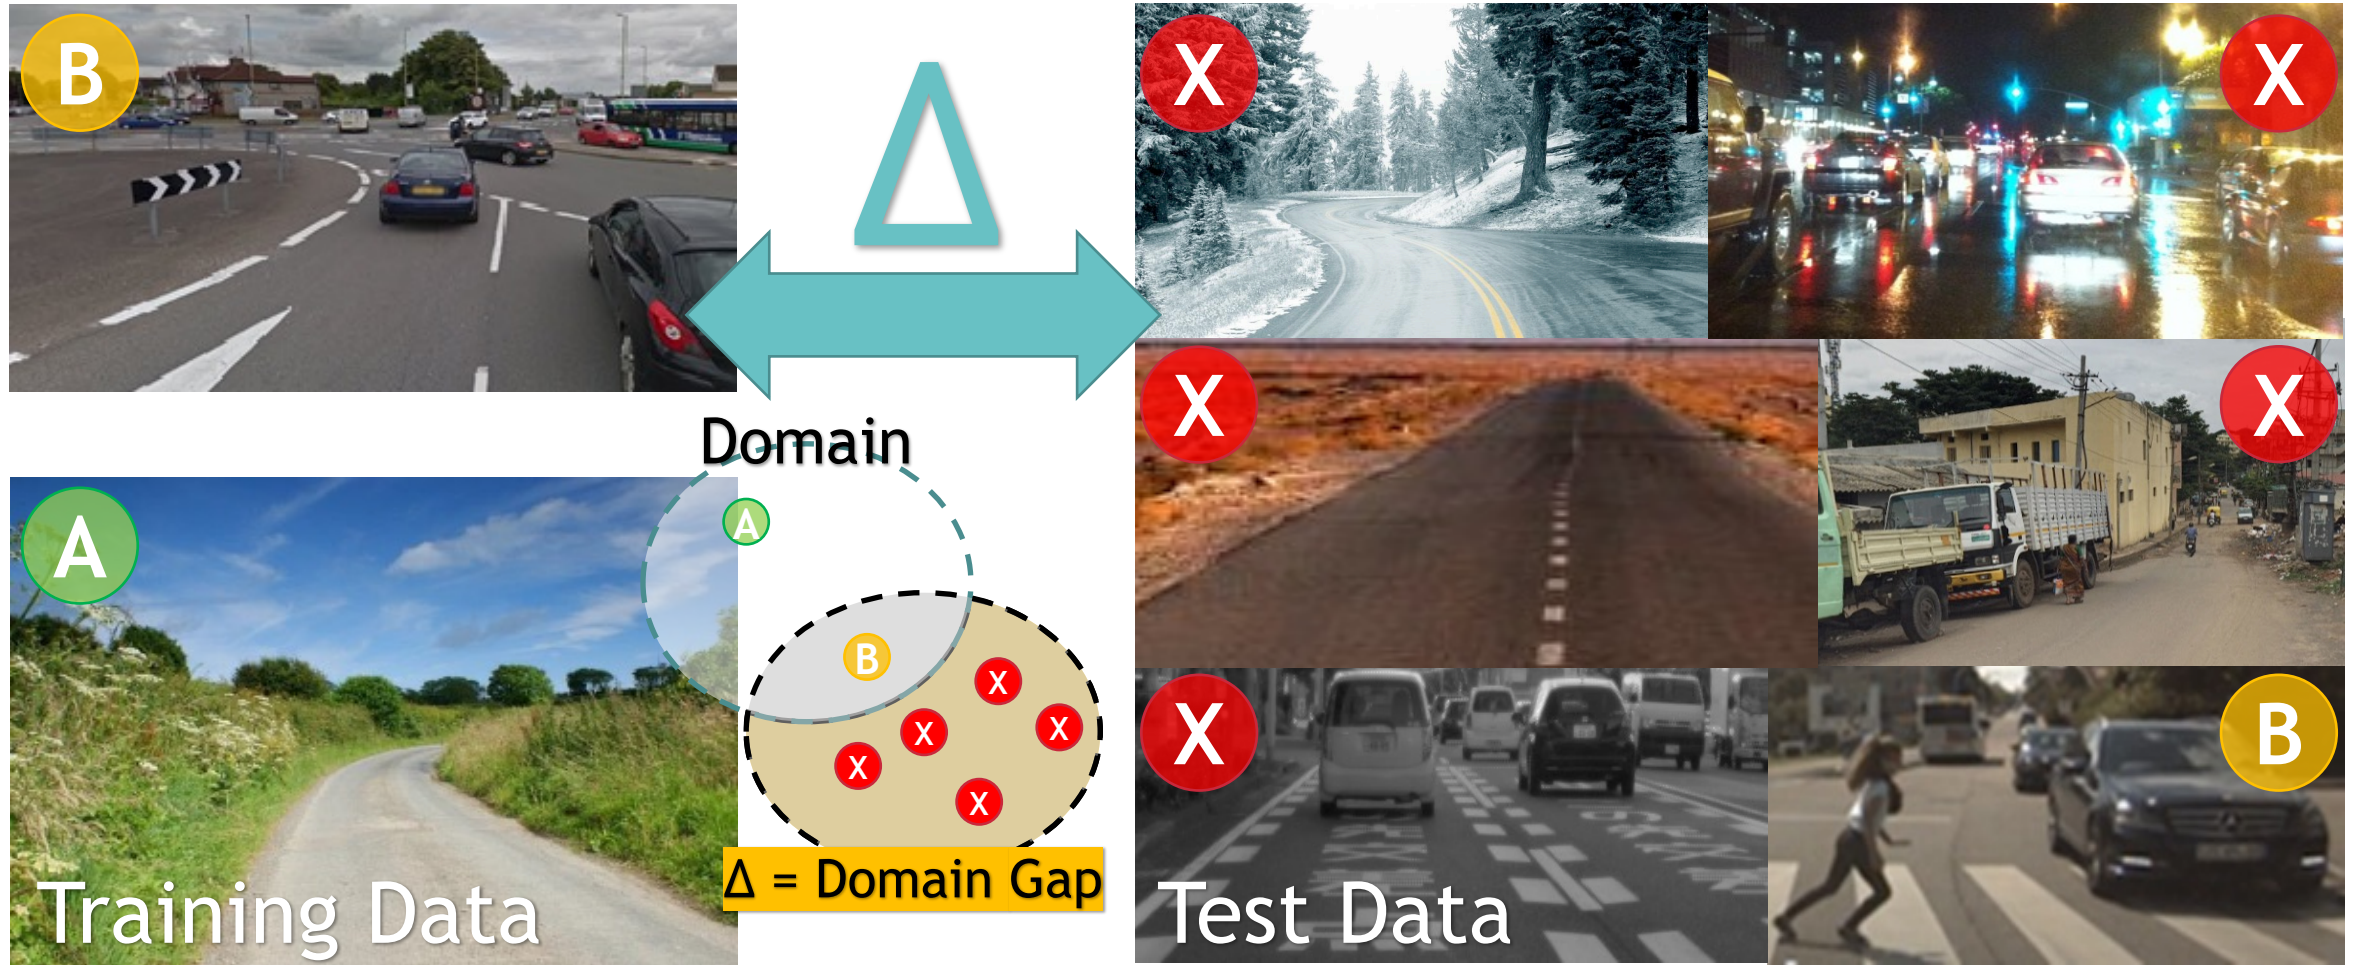 B
Δ
X
X
X
X
Domain
A
A
B
X
X
X
X
X
Δ = Domain Gap
Training Data
X
B
Test Data